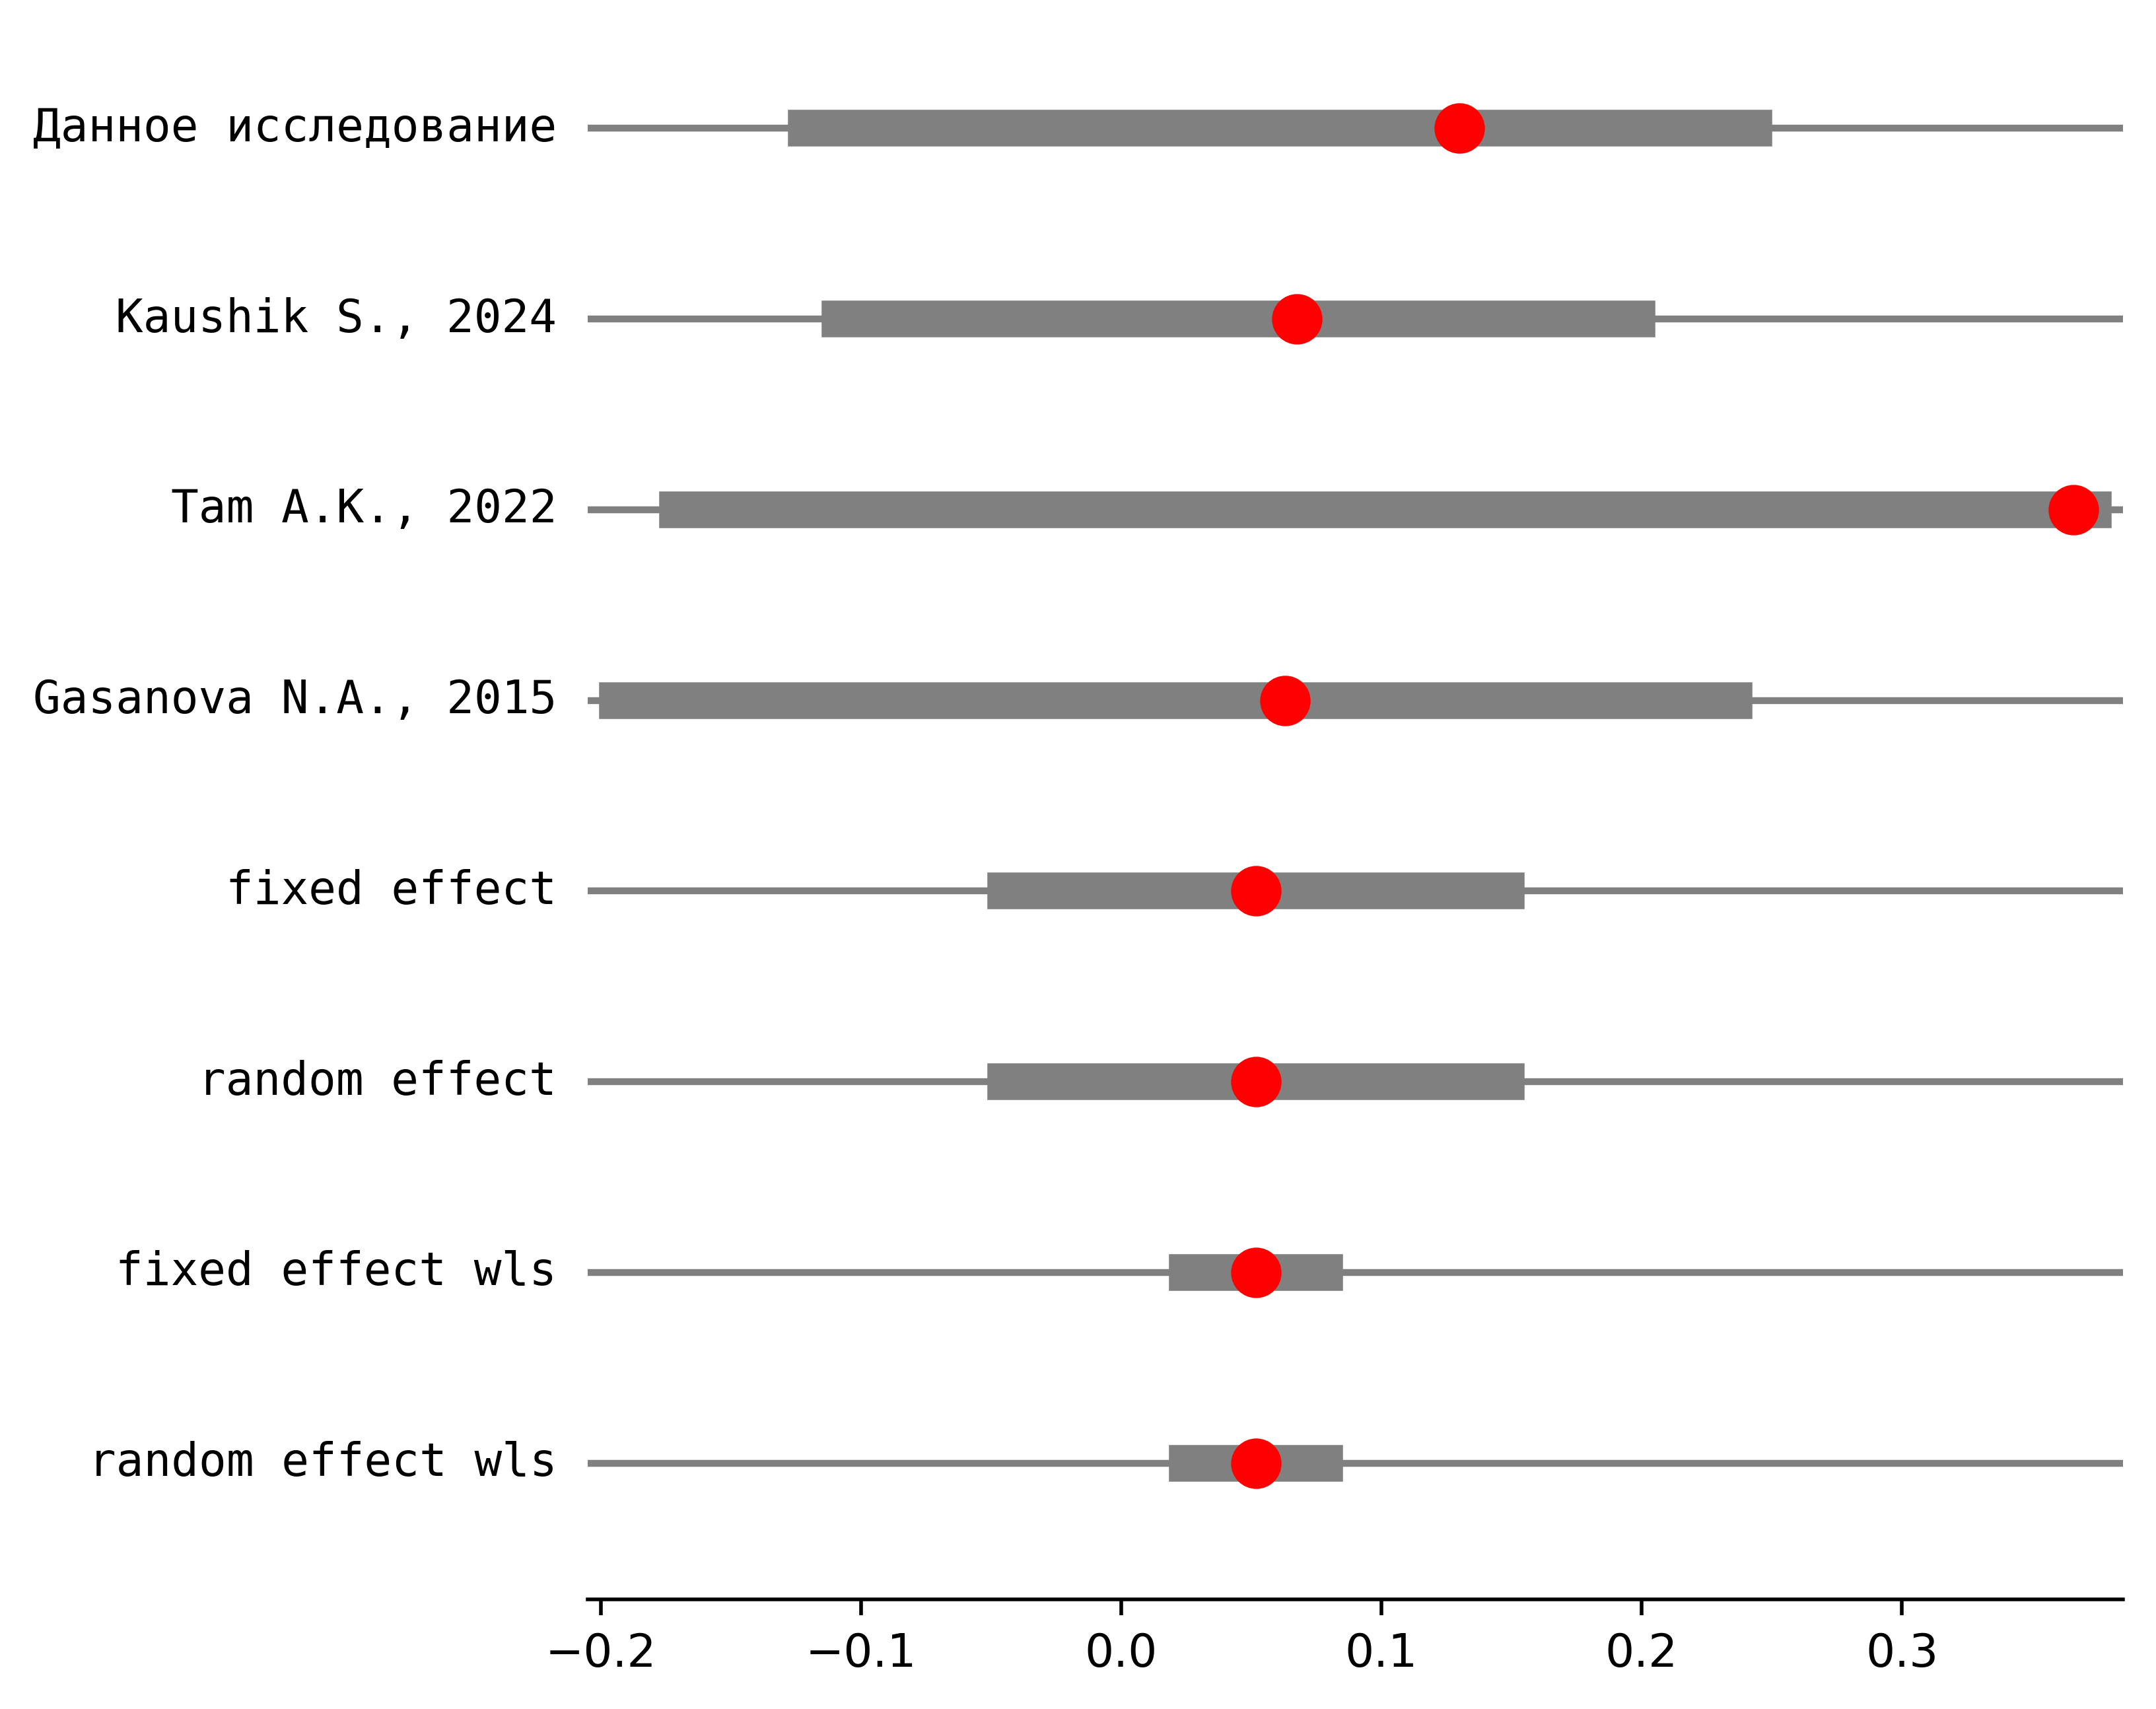 Данное исследование
Kaushik S., 2024
Tam A.K., 2022
Gasanova N.A., 2015
fixed effect
random effect
fixed effect wls
random effect wls
−0.2 −0.1 0.0 0.1 0.2 0.3